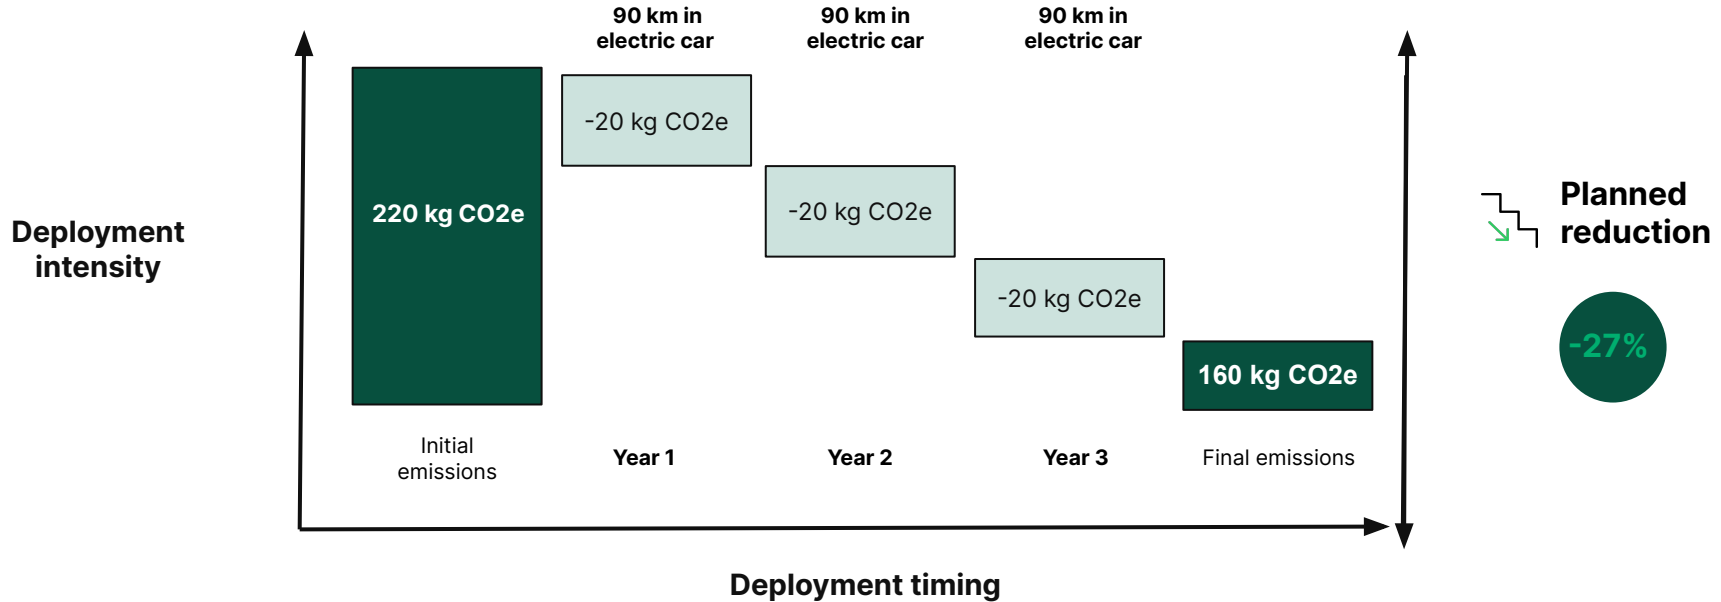 90 km in
electric car
90 km in
electric car
90 km in
electric car
-20 kg CO2e
-20 kg CO2e
-20 kg CO2e
220 kg CO2e
160 kg CO2e
Deployment
intensity
Planned
reduction
-27%
Initial
emissions
Year 1
Year 2
Year 3
Final emissions
Deployment timing